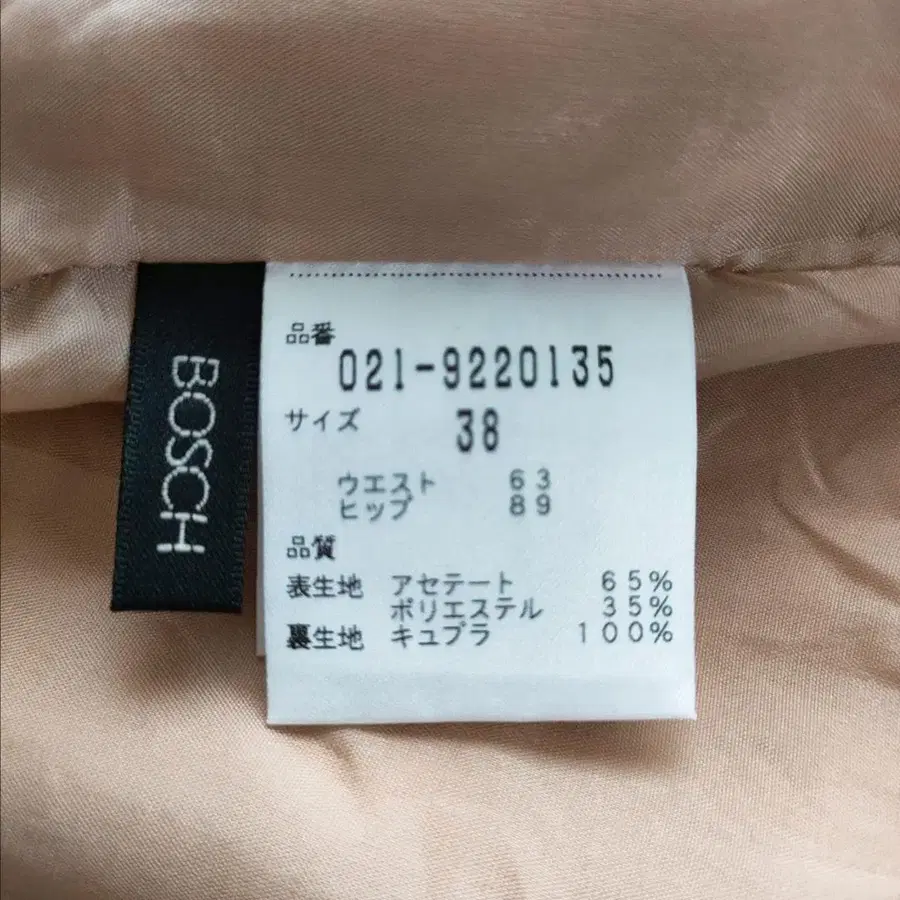 BOSCH
品番
021-9220135
サイズ 38
ウエスト 63
ヒップ 89
品質
表生地 アセテート 65%
ポリエステル 35%
裏生地 キュプラ 100%